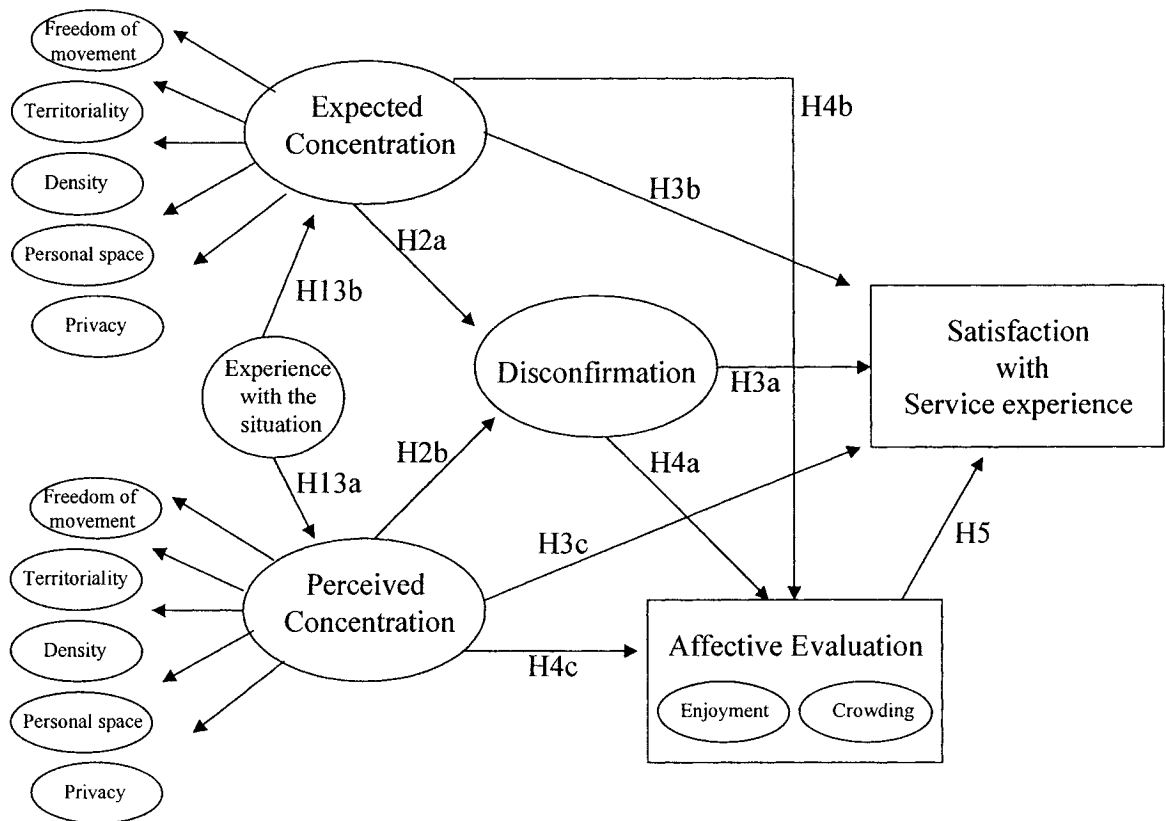 Freedom of
movement
Territoriality
Density
Personal space
Privacy
Expected
Concentration
H4b
H3b
H2a
H13b
Experience
with the
situation
H13a
Disconfirmation
H3a
Satisfaction
with
Service experience
H2b
H4a
H3c
H5
Freedom of
movement
Territoriality
Density
Personal space
Privacy
Perceived
Concentration
H4c
Affective Evaluation
Enjoyment
Crowding